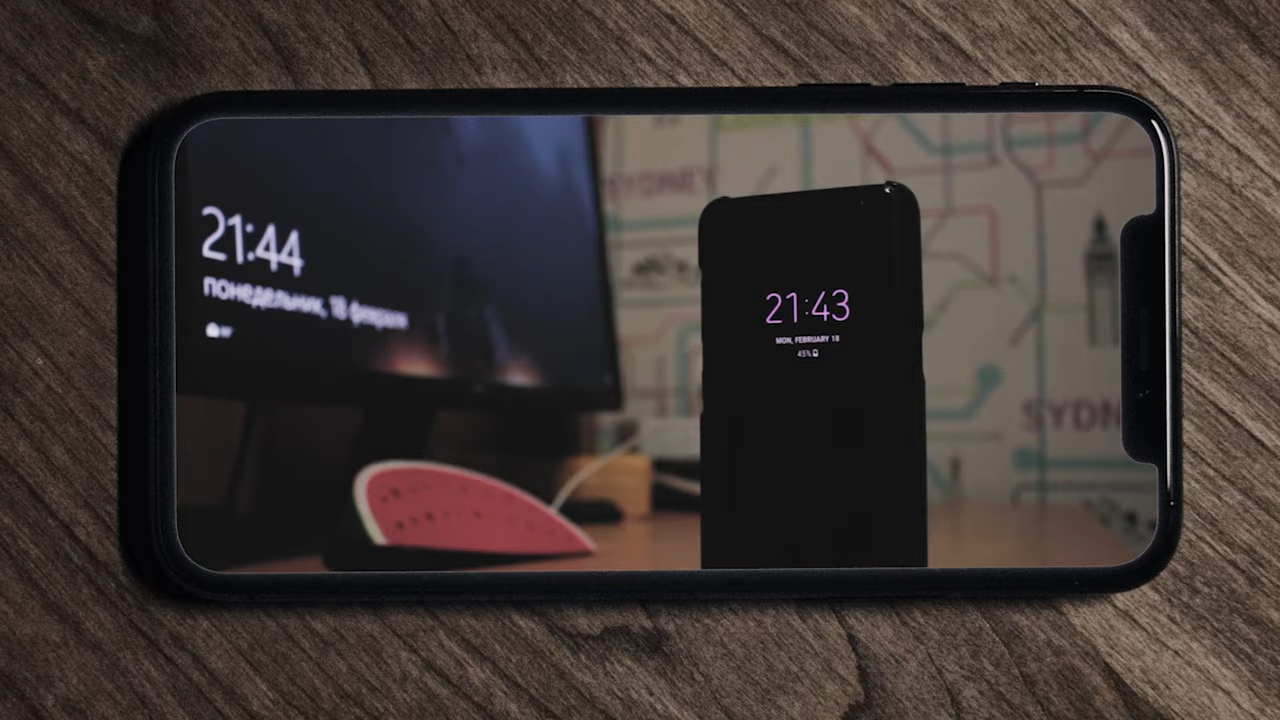 21:44
понедельник, 18 февраля
SYDNEY
21:43
MON, FEBRUARY 18
45%
SYDN